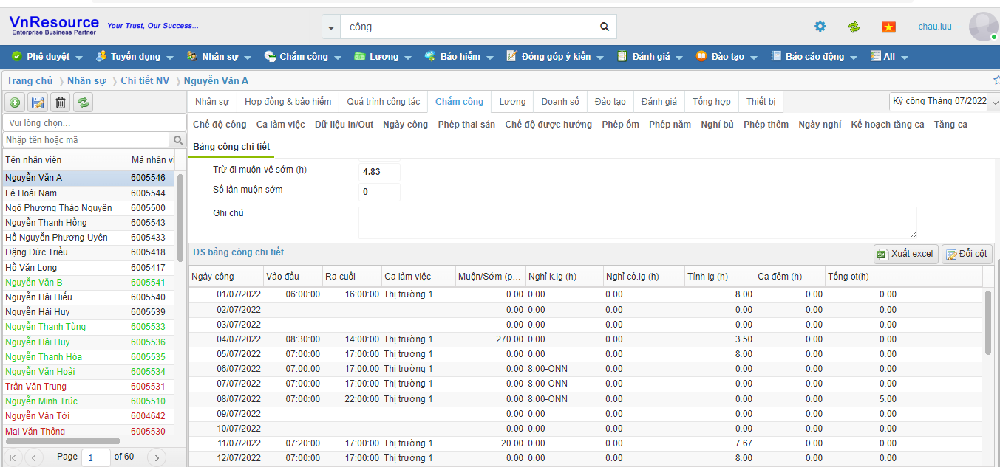 VnResource
Enterprise Business Partner
Your Trust, Our Success...
công
chau.luu
Phê duyệt Tuyển dụng Nhân sự Chấm công Lương Bảo hiểm Đóng góp ý kiến Đánh giá Đào tạo Báo cáo động All
Trang chủ Nhân sự Chi tiết NV Nguyễn Văn A
Nhân sự Hợp đồng & bảo hiểm Quá trình công tác Chấm công Lương Doanh số Đào tạo Đánh giá Tổng hợp Thiết bị Kỳ công Tháng 07/2022
Vui lòng chọn...
Nhập tên hoặc mã
Chế độ công Ca làm việc Dữ liệu In/Out Ngày công Phép thai sản Chế độ được hưởng Phép ốm Phép năm Nghỉ bù Phép thêm Ngày nghỉ Kế hoạch tăng ca Tăng ca
Bảng công chi tiết
Tên nhân viên Mã nhân vi
Nguyễn Văn A 6005546
Lê Hoài Nam 6005544
Ngô Phương Thảo Nguyên 6005500
Nguyễn Thanh Hồng 6005543
Hồ Nguyễn Phương Uyên 6005433
Đặng Đức Triều 6005418
Hồ Văn Long 6005417
Nguyễn Văn B 6005541
Nguyễn Hải Hiếu 6005540
Nguyễn Hải Huy 6005539
Nguyễn Thanh Tùng 6005533
Nguyễn Hải Huy 6005536
Nguyễn Thanh Hòa 6005535
Nguyễn Văn Hoài 6005534
Trần Văn Trung 6005531
Nguyễn Minh Trúc 6005510
Nguyễn Văn Tới 6004642
Mai Văn Thông 6005530
Page 1 of 60
Trừ đi muộn-về sớm (h) 4.83
Số lần muộn sớm 0
Ghi chú
DS bảng công chi tiết Xuất excel Đổi cột
Ngày công Vào đầu Ra cuối Ca làm việc Muộn/Sớm (p... Nghỉ k.lg (h) Nghỉ có.lg (h) Tính lg (h) Ca đêm (h) Tổng ot(h)
01/07/2022 06:00:00 16:00:00 Thị trường 1 0.00 0.00 0.00 8.00 0.00 0.00
02/07/2022 0.00 0.00 0.00 0.00 0.00 0.00
03/07/2022 0.00 0.00 0.00 0.00 0.00 0.00
04/07/2022 08:30:00 14:00:00 Thị trường 1 270.00 0.00 0.00 3.50 0.00 0.00
05/07/2022 07:00:00 17:00:00 Thị trường 1 0.00 0.00 0.00 8.00 0.00 0.00
06/07/2022 07:00:00 17:00:00 Thị trường 1 0.00 8.00-ONN 0.00 0.00 0.00 0.00
07/07/2022 07:00:00 17:00:00 Thị trường 1 0.00 8.00-ONN 0.00 0.00 0.00 0.00
08/07/2022 07:00:00 22:00:00 Thị trường 1 0.00 8.00-ONN 0.00 0.00 0.00 5.00
09/07/2022 0.00 0.00 0.00 0.00 0.00 0.00
10/07/2022 0.00 0.00 0.00 0.00 0.00 0.00
11/07/2022 07:20:00 17:00:00 Thị trường 1 20.00 0.00 0.00 7.67 0.00 0.00
12/07/2022 07:00:00 17:00:00 Thị trường 1 0.00 0.00 0.00 8.00 0.00 0.00